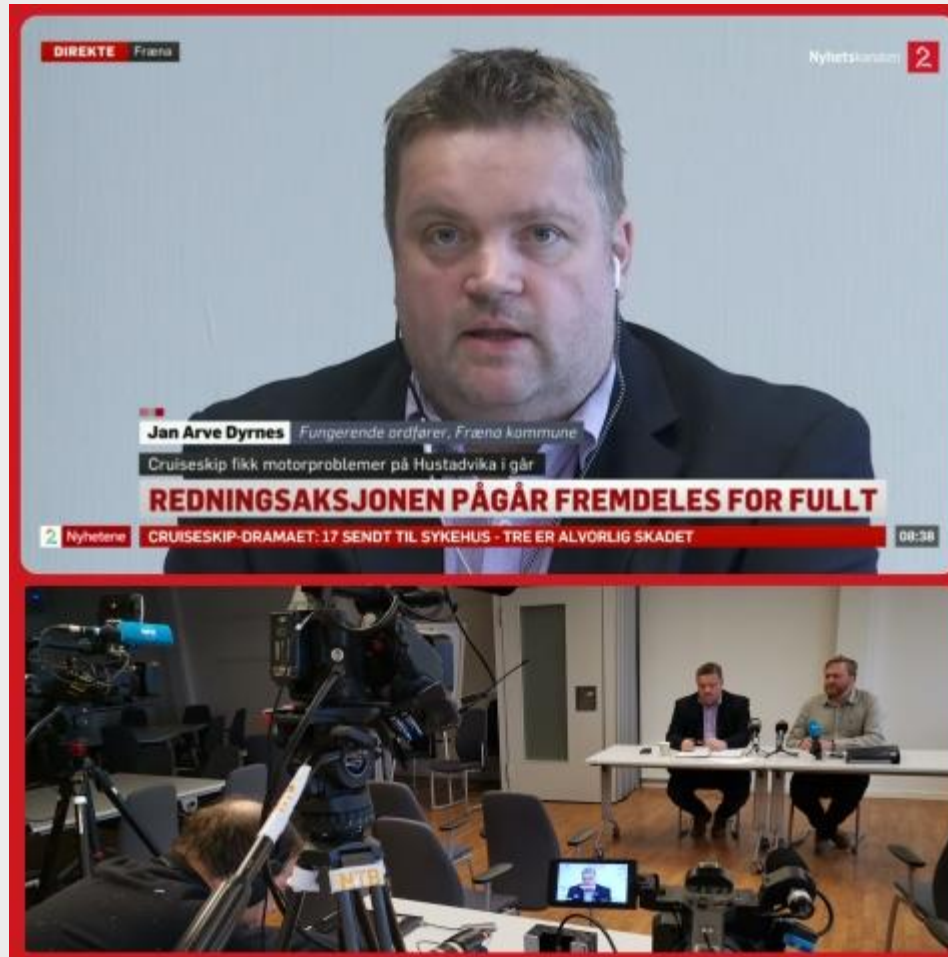 DIREKTE Fræna
Nyhetskanalen 2
Jan Arve Dyrnes Fungerende ordfører, Fræna kommune
Cruiseskip fikk motorproblemer på Hustadvika i går
REDNINGSAKSJONEN PÅGÅR FREMDELES FOR FULLT
2 Nyhetene CRUISESKIP-DRAMAET: 17 SENDT TIL SYKEHUS - TRE ER ALVORLIG SKADET 08:38
NTB